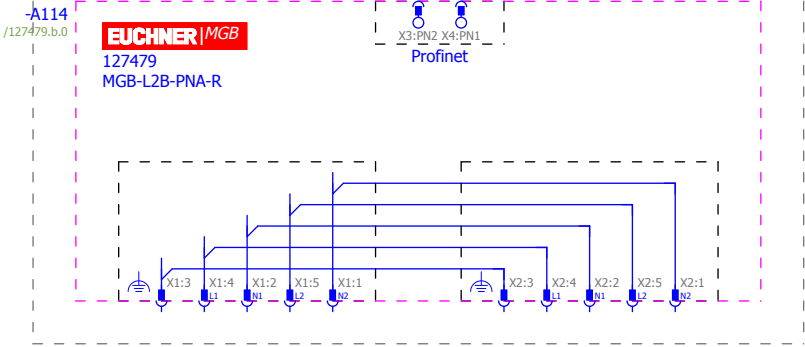 -A114
/127479.b.0
EUCHNER|MGB
127479
MGB-L2B-PNA-R
X3:PN2 X4:PN1
Profinet
X1:3 X1:4 X1:2 X1:5 X1:1 X2:3 X2:4 X2:2 X2:5 X2:1
L1 N1 L2 N2 L1 N1 L2 N2